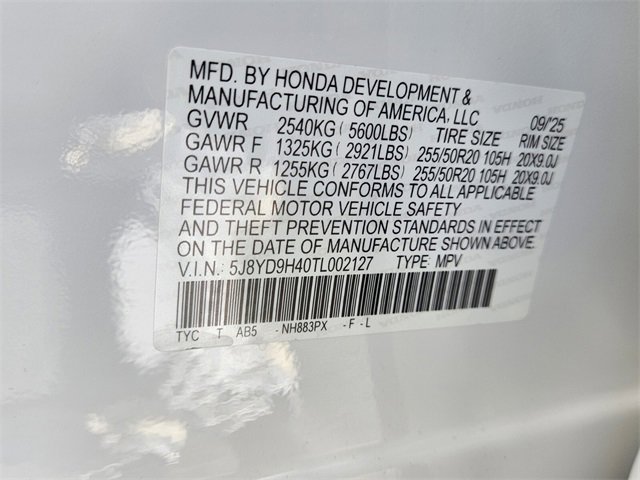 MFD. BY HONDA DEVELOPMENT &
MANUFACTURING OF AMERICA, LLC 09/25
GVWR 2540KG ( 5600LBS) TIRE SIZE RIM SIZE
GAWR F 1325KG ( 2921LBS) 255/50R20 105H 20X9.0J
GAWR R 1255KG ( 2767LBS) 255/50R20 105H 20X9.0J
THIS VEHICLE CONFORMS TO ALL APPLICABLE
FEDERAL MOTOR VEHICLE SAFETY
AND THEFT PREVENTION STANDARDS IN EFFECT
ON THE DATE OF MANUFACTURE SHOWN ABOVE.
V.I.N.: 5J8YD9H40TL002127 TYPE: MPV
TYC T AB5 - NH883PX - F - L